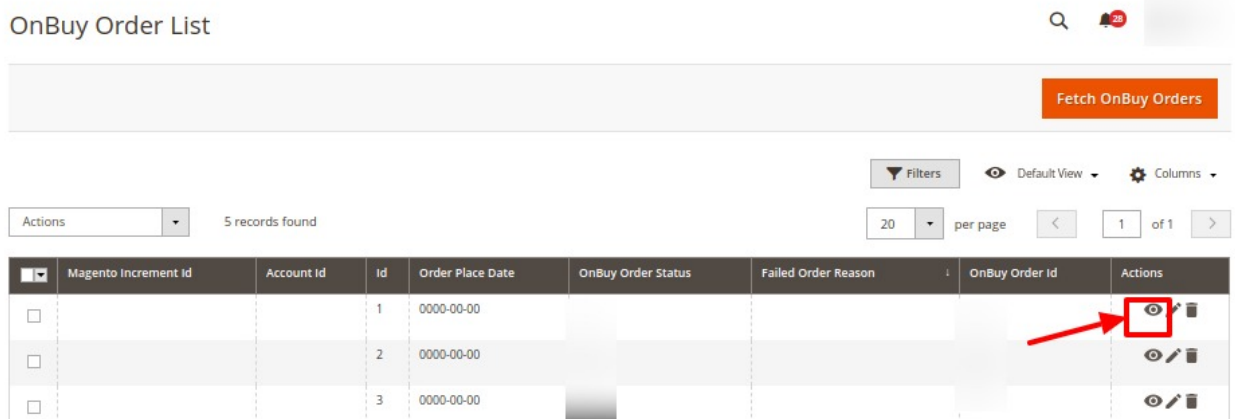 OnBuy Order List
28
Fetch OnBuy Orders
Filters Default View Columns
Actions 5 records found 20 per page 1 of 1
Magento Increment Id Account Id Id Order Place Date OnBuy Order Status Failed Order Reason ↓ OnBuy Order Id Actions
1 0000-00-00
2 0000-00-00
3 0000-00-00